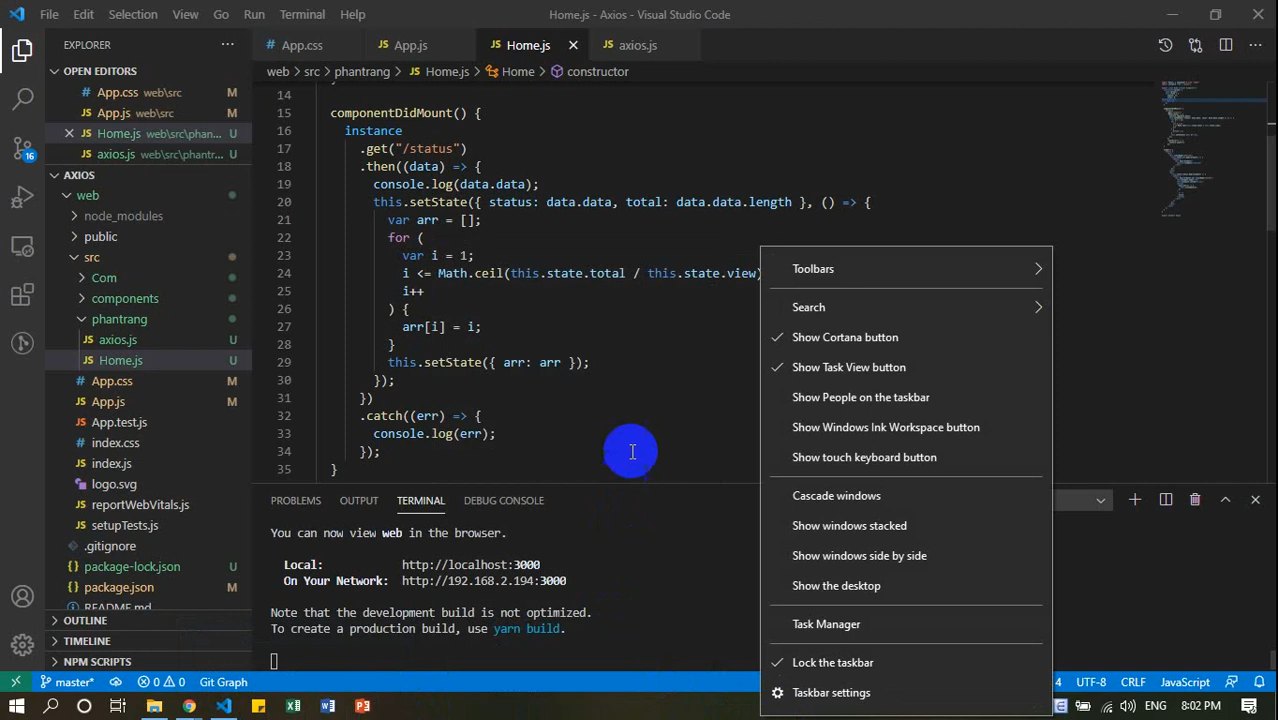 File Edit Selection View Go Run Terminal Help
Home.js - Axios - Visual Studio Code
EXPLORER
App.css
App.js
Home.js
axios.js
OPEN EDITORS
App.css web\src M
App.js web\src M
Home.js web\src\phan... U
axios.js web\src\phantr... U
AXIOS
web
node_modules
public
src
Com
components
phantrang
axios.js U
Home.js U
App.css M
App.js M
App.test.js
index.css
index.js
logo.svg
reportWebVitals.js
setupTests.js
.gitignore
package-lock.json M
package.json M
README.md
OUTLINE
TIMELINE
NPM SCRIPTS
16
web > src > phantrang > Home.js > Home > constructor
14
15 componentDidMount() {
16 instance
17 .get("/status")
18 .then((data) => {
19 console.log(data.data);
20 this.setState({ status: data.data, total: data.data.length }, () => {
21 var arr = [];
22 for (
23 var i = 1;
24 i <= Math.ceil(this.state.total / this.state.view)
25 i++
26 ) {
27 arr[i] = i;
28 }
29 this.setState({ arr: arr });
30 });
31 })
32 .catch((err) => {
33 console.log(err);
34 });
35 }
PROBLEMS OUTPUT TERMINAL DEBUG CONSOLE
You can now view web in the browser.
Local: http://localhost:3000
On Your Network: http://192.168.2.194:3000
Note that the development build is not optimized.
To create a production build, use yarn build.
Toolbars
Search
Show Cortana button
Show Task View button
Show People on the taskbar
Show Windows Ink Workspace button
Show touch keyboard button
Cascade windows
Show windows stacked
Show windows side by side
Show the desktop
Task Manager
Lock the taskbar
Taskbar settings
master* 0 0 Git Graph
4 UTF-8 CRLF JavaScript
ENG 8:02 PM